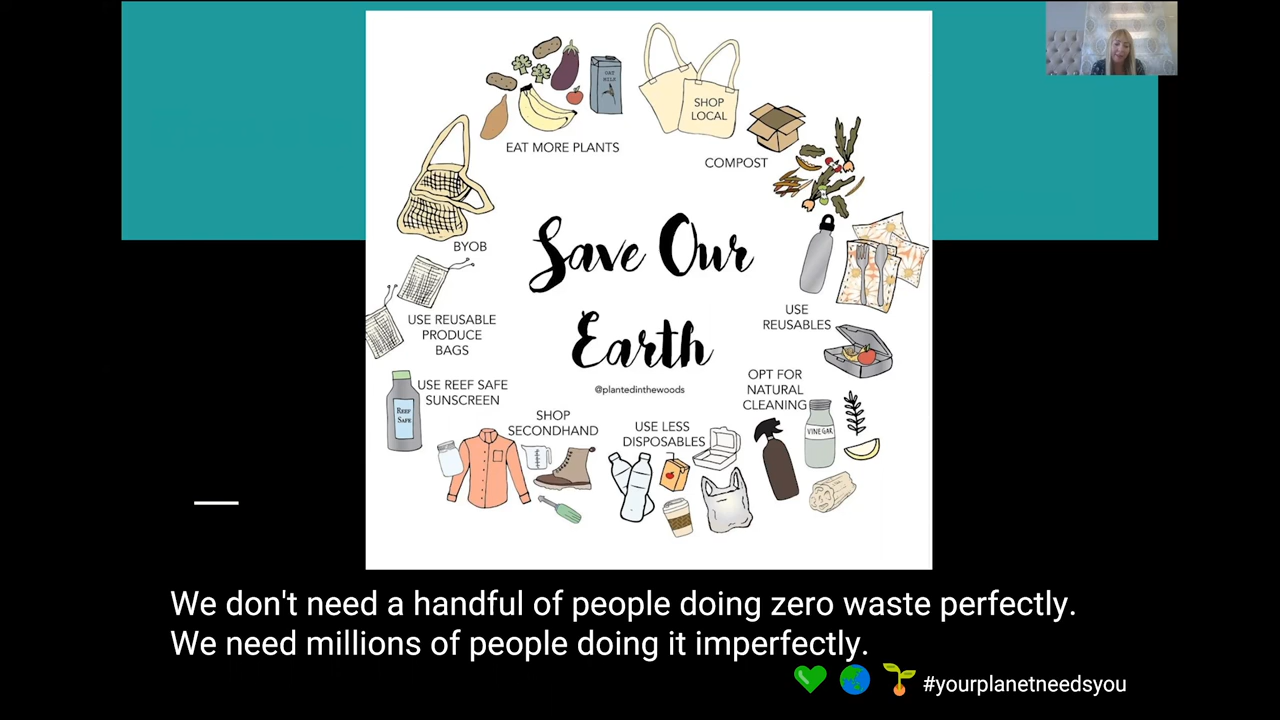 OAT
MILK
SHOP
LOCAL
EAT MORE PLANTS
COMPOST
BYOB
Save Our
Earth
@plantedinthewoods
USE REUSABLE
PRODUCE
BAGS
USE
REUSABLES
USE REEF SAFE
SUNSCREEN
REEF
SAFE
OPT FOR
NATURAL
CLEANING
VINEGAR
SHOP
SECONDHAND
USE LESS
DISPOSABLES
We don't need a handful of people doing zero waste perfectly.
We need millions of people doing it imperfectly.
#yourplanetneedsyou